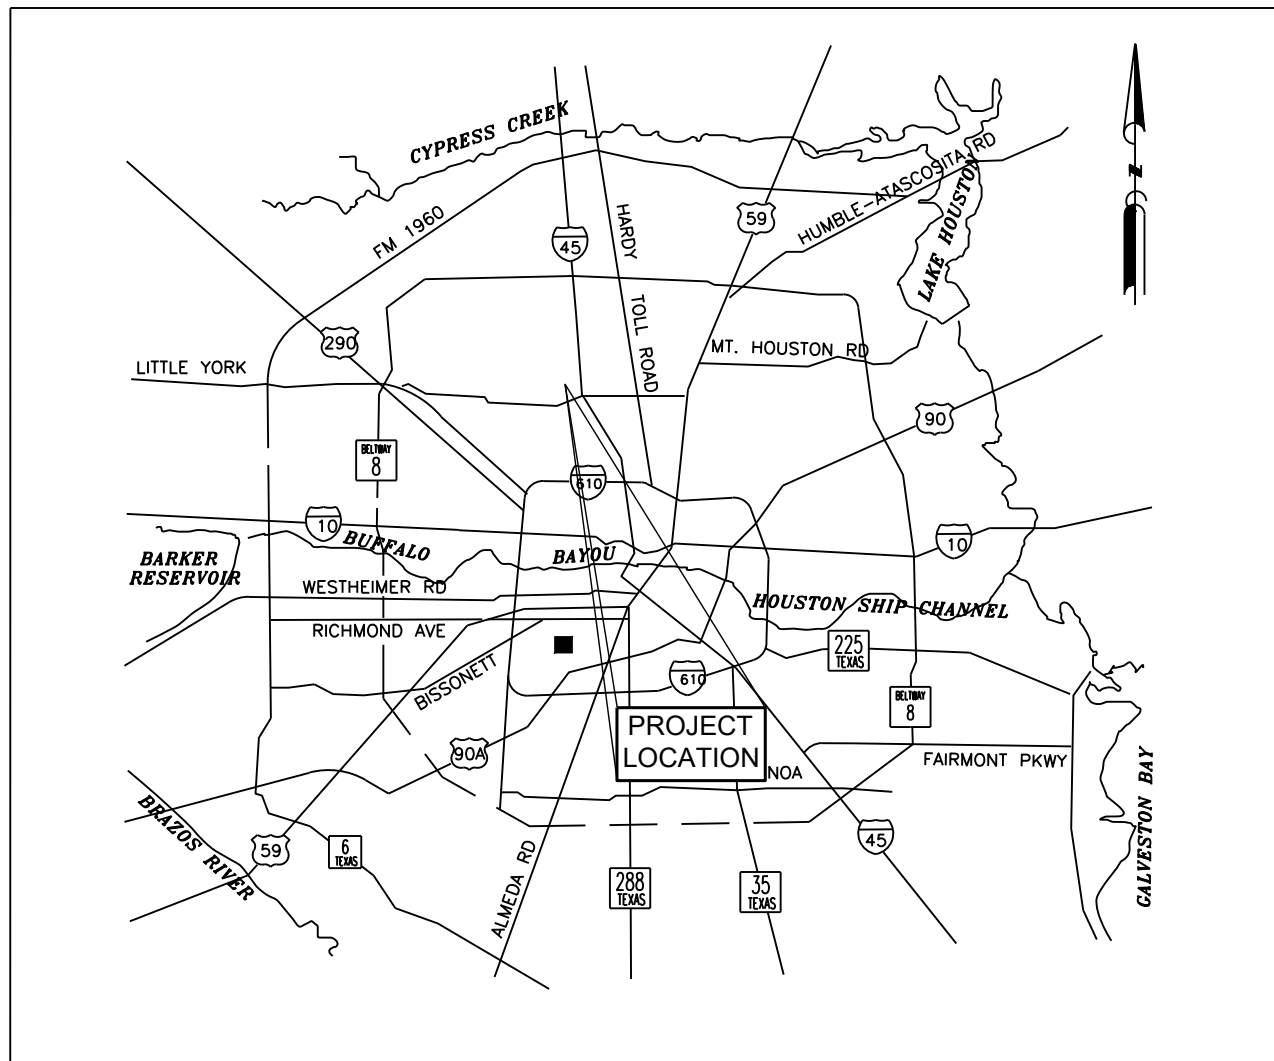 CYPRESS CREEK
HUMBLE-ATASCOSITA RD
LAKE HOUSTON
N
FM 1960
45
HARDY
TOLL ROAD
59
290
MT. HOUSTON RD
LITTLE YORK
90
BELTWAY
8
610
10
BUFFALO
BAYOU
10
BARKER
RESERVOIR
WESTHEIMER RD
HOUSTON SHIP CHANNEL
RICHMOND AVE
225
TEXAS
BISSONETT
610
BELTWAY
8
PROJECT
LOCATION
90A
NOA
FAIRMONT PKWY
GALVESTON BAY
BRAZOS RIVER
59
6
TEXAS
ALMEDA RD
288
TEXAS
35
TEXAS
45